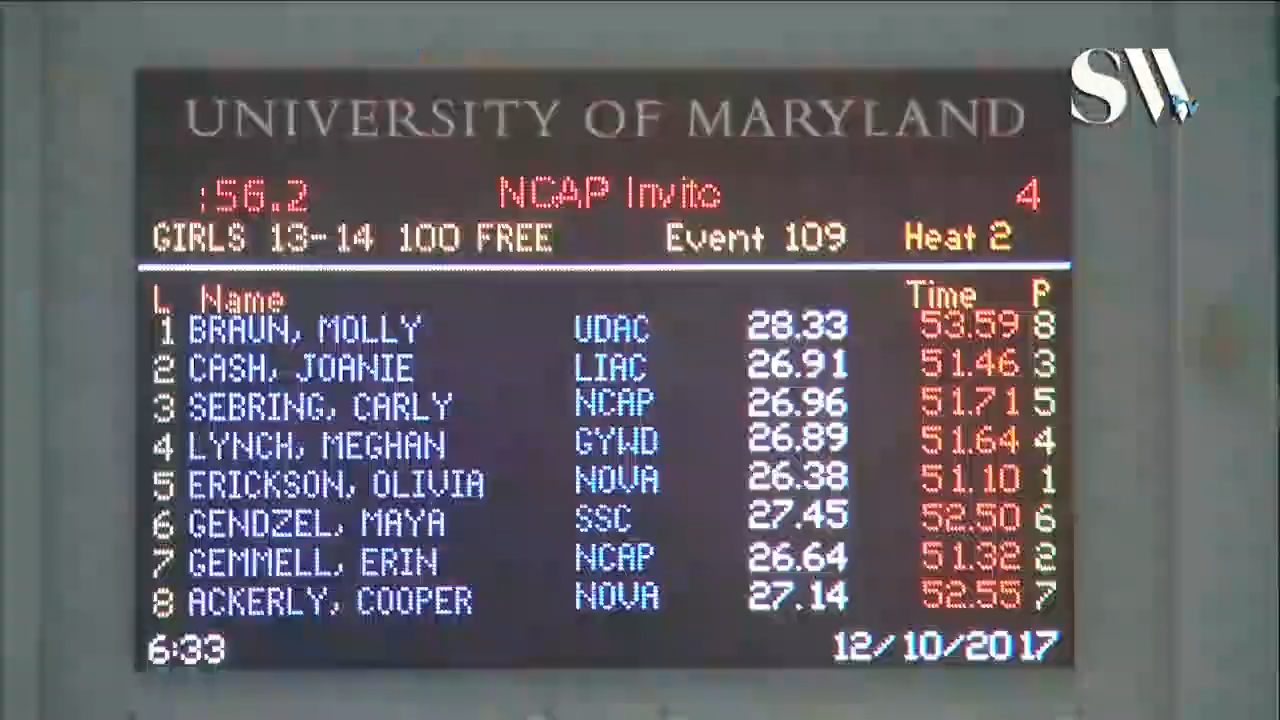 SW
tv
UNIVERSITY OF MARYLAND
:56.2 NCAP Invite 4
GIRLS 13-14 100 FREE Event 109 Heat 2
L Name Time P
1 BRAUN, MOLLY UDAC 28.33 53.59 8
2 CASH, JOANIE LIAC 26.91 51.46 3
3 SEBRING, CARLY NCAP 26.96 51.71 5
4 LYNCH, MEGHAN GYWD 26.89 51.64 4
5 ERICKSON, OLIVIA NOVA 26.38 51.10 1
6 GENDZEL, MAYA SSC 27.45 52.50 6
7 GEMMELL, ERIN NCAP 26.64 51.32 2
8 ACKERLY, COOPER NOVA 27.14 52.55 7
6:33 12/10/2017